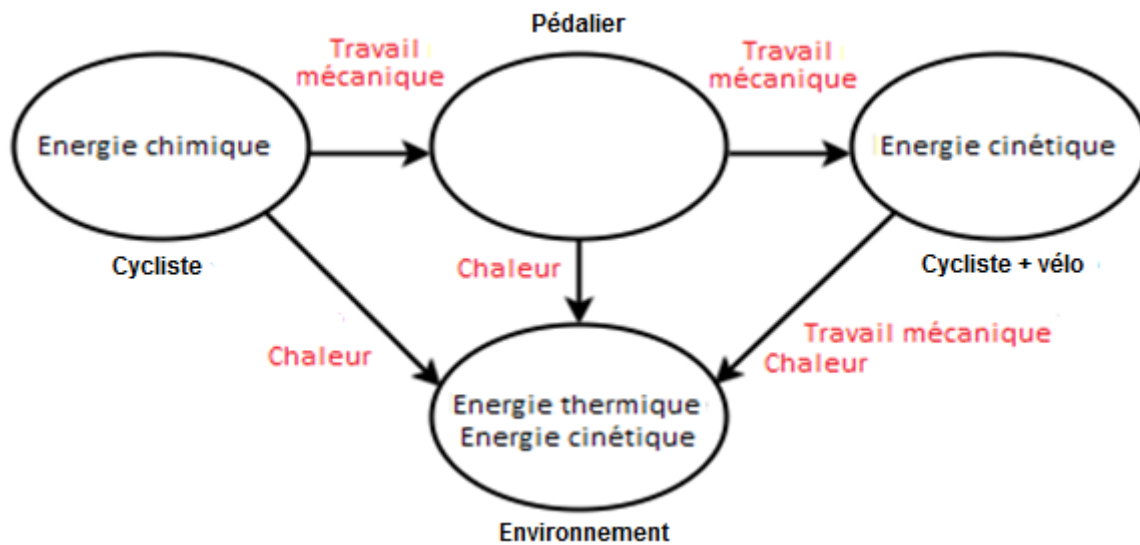 Pédalier
Travail
mécanique
Travail
mécanique
Energie chimique
Energie cinétique
Cycliste
Chaleur
Cycliste + vélo
Chaleur
Travail mécanique
Chaleur
Energie thermique
Energie cinétique
Environnement